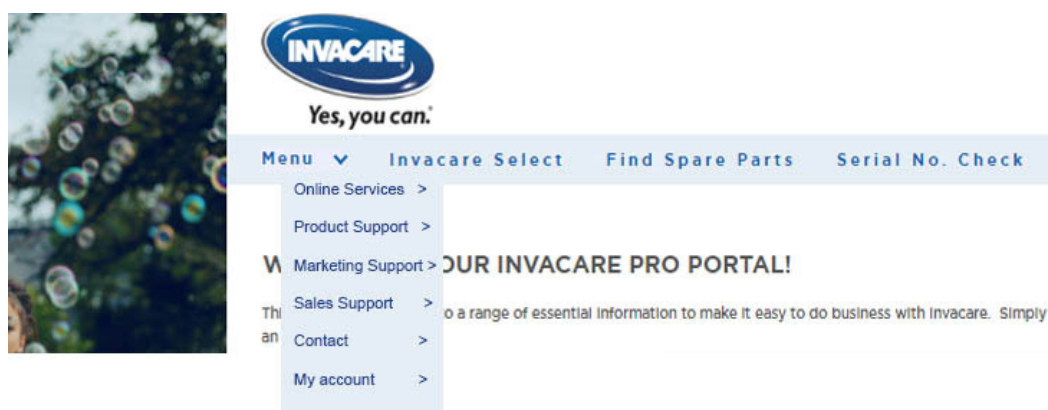 INVACARE
Yes, you can.®
Menu Invacare Select Find Spare Parts Serial No. Check
Online Services >
Product Support >
W OUR INVACARE PRO PORTAL!
Marketing Support >
Sales Support >
Thi o a range of essential information to make it easy to do business with Invacare. Simply
an
Contact >
My account >